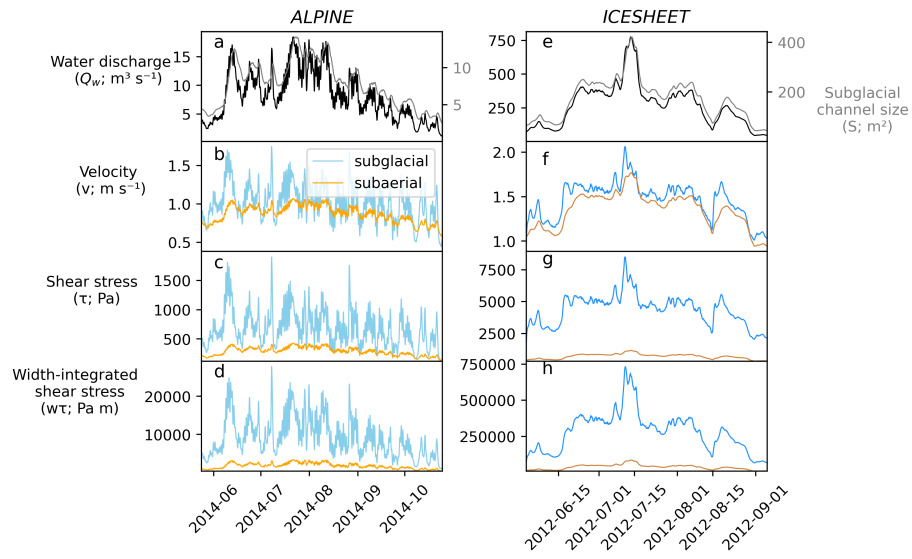 ALPINE
ICESHEET
Water discharge
(Qw; m³ s⁻¹)
a
15
10
5
10
5
e
750
500
250
400
200
Subglacial
channel size
(S; m²)
Velocity
(v; m s⁻¹)
b
1.5
1.0
0.5
subglacial
subaerial
f
2.0
1.5
1.0
Shear stress
(τ; Pa)
c
1500
1000
500
g
7500
5000
2500
Width-integrated
shear stress
(wτ; Pa m)
d
20000
10000
h
750000
500000
250000
0
2014-06
2014-07
2014-08
2014-09
2014-10
2012-06-15
2012-07-01
2012-07-15
2012-08-01
2012-08-15
2012-09-01